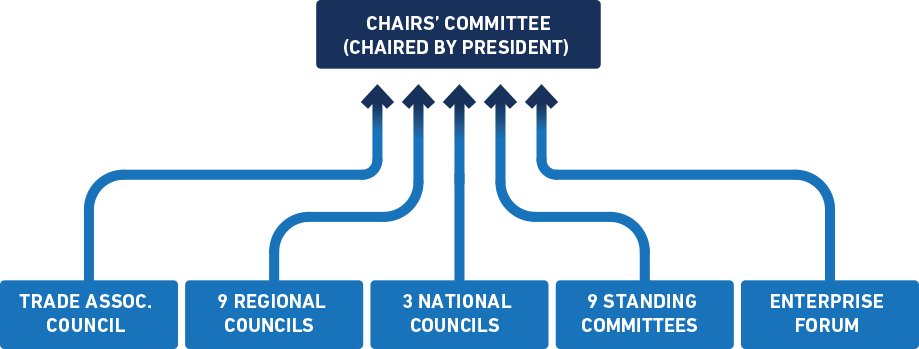 CHAIRS’ COMMITTEE
(CHAIRED BY PRESIDENT)
TRADE ASSOC.
COUNCIL
9 REGIONAL
COUNCILS
3 NATIONAL
COUNCILS
9 STANDING
COMMITTEES
ENTERPRISE
FORUM